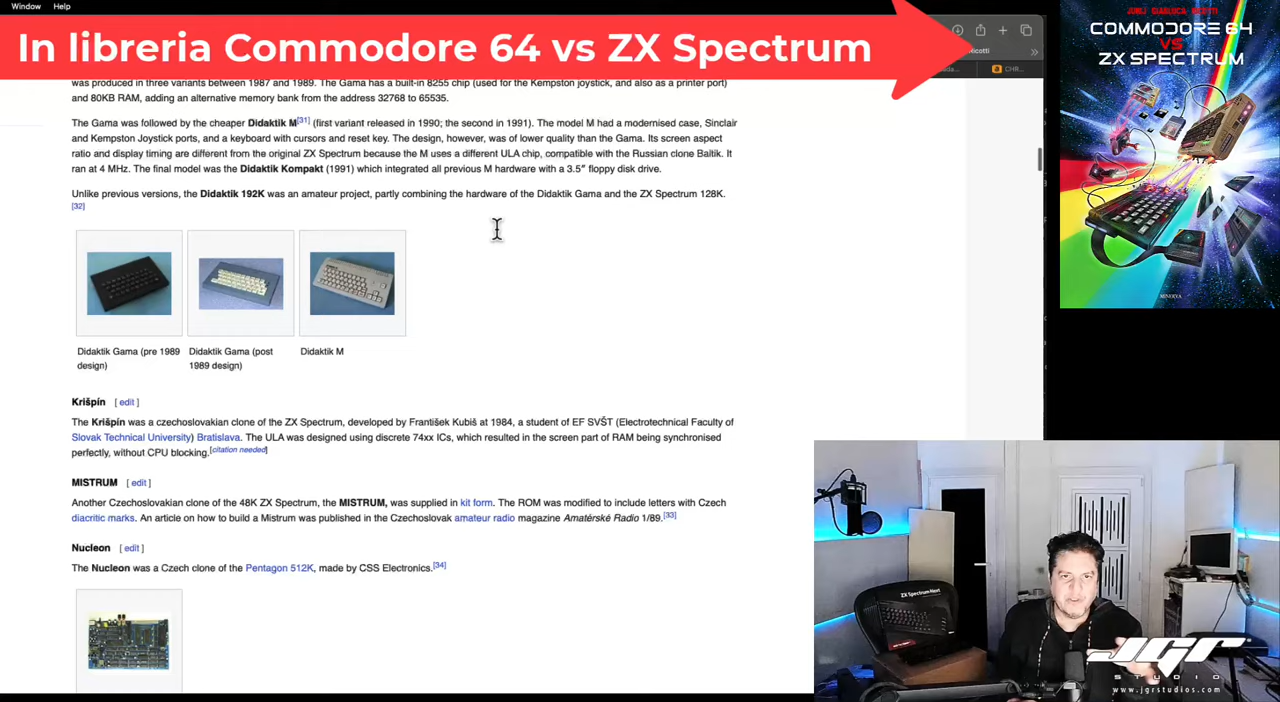 Window Help
In libreria Commodore 64 vs ZX Spectrum
icotti
da...
CHR...
was produced in three variants between 1987 and 1989. The Gama has a built-in 8255 chip (used for the Kempston joystick, and also as a printer port)
and 80KB RAM, adding an alternative memory bank from the address 32768 to 65535.
The Gama was followed by the cheaper Didaktik M[31] (first variant released in 1990; the second in 1991). The model M had a modernised case, Sinclair
and Kempston Joystick ports, and a keyboard with cursors and reset key. The design, however, was of lower quality than the Gama. Its screen aspect
ratio and display timing are different from the original ZX Spectrum because the M uses a different ULA chip, compatible with the Russian clone Baltik. It
ran at 4 MHz. The final model was the Didaktik Kompakt (1991) which integrated all previous M hardware with a 3.5″ floppy disk drive.
Unlike previous versions, the Didaktik 192K was an amateur project, partly combining the hardware of the Didaktik Gama and the ZX Spectrum 128K.
[32]
Didaktik Gama (pre 1989
design)
Didaktik Gama (post
1989 design)
Didaktik M
Krišpín [ edit ]
The Krišpín was a czechoslovakian clone of the ZX Spectrum, developed by František Kubiš at 1984, a student of EF SVŠT (Electrotechnical Faculty of
Slovak Technical University) Bratislava. The ULA was designed using discrete 74xx ICs, which resulted in the screen part of RAM being synchronised
perfectly, without CPU blocking.[citation needed]
MISTRUM [ edit ]
Another Czechoslovakian clone of the 48K ZX Spectrum, the MISTRUM, was supplied in kit form. The ROM was modified to include letters with Czech
diacritic marks. An article on how to build a Mistrum was published in the Czechoslovak amateur radio magazine Amatérské Radio 1/89.[33]
Nucleon [ edit ]
The Nucleon was a Czech clone of the Pentagon 512K, made by CSS Electronics.[34]
COMMODORE 64
VS
ZX SPECTRUM
MINERVA
ZX Spectrum Next
JGR
STUDIO
www.jgrstudios.com